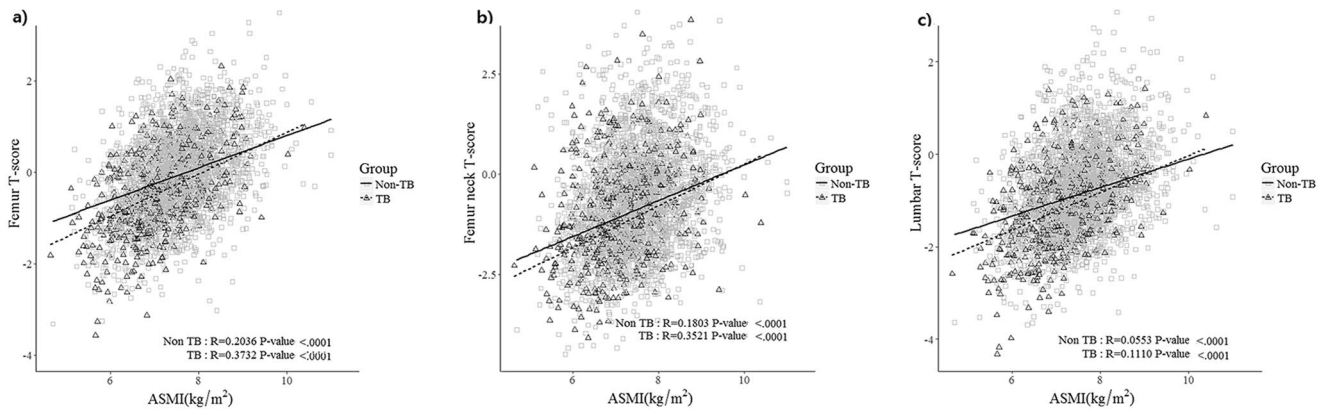 a)
Femur T-score
2
0
-2
-4
6
8
10
ASMI(kg/m²)
Group
Non-TB
TB
Non TB : R=0.2036 P-value <.0001
TB : R=0.3732 P-value <.0001
b)
Femur neck T-score
2.5
0.0
-2.5
6
8
10
ASMI(kg/m²)
Group
Non-TB
TB
Non TB : R=0.1803 P-value <.0001
TB : R=0.3521 P-value <.0001
c)
Lumbar T-score
2
0
-2
-4
6
8
10
ASMI(kg/m²)
Group
Non-TB
TB
Non TB : R=0.0553 P-value <.0001
TB : R=0.1110 P-value <.0001